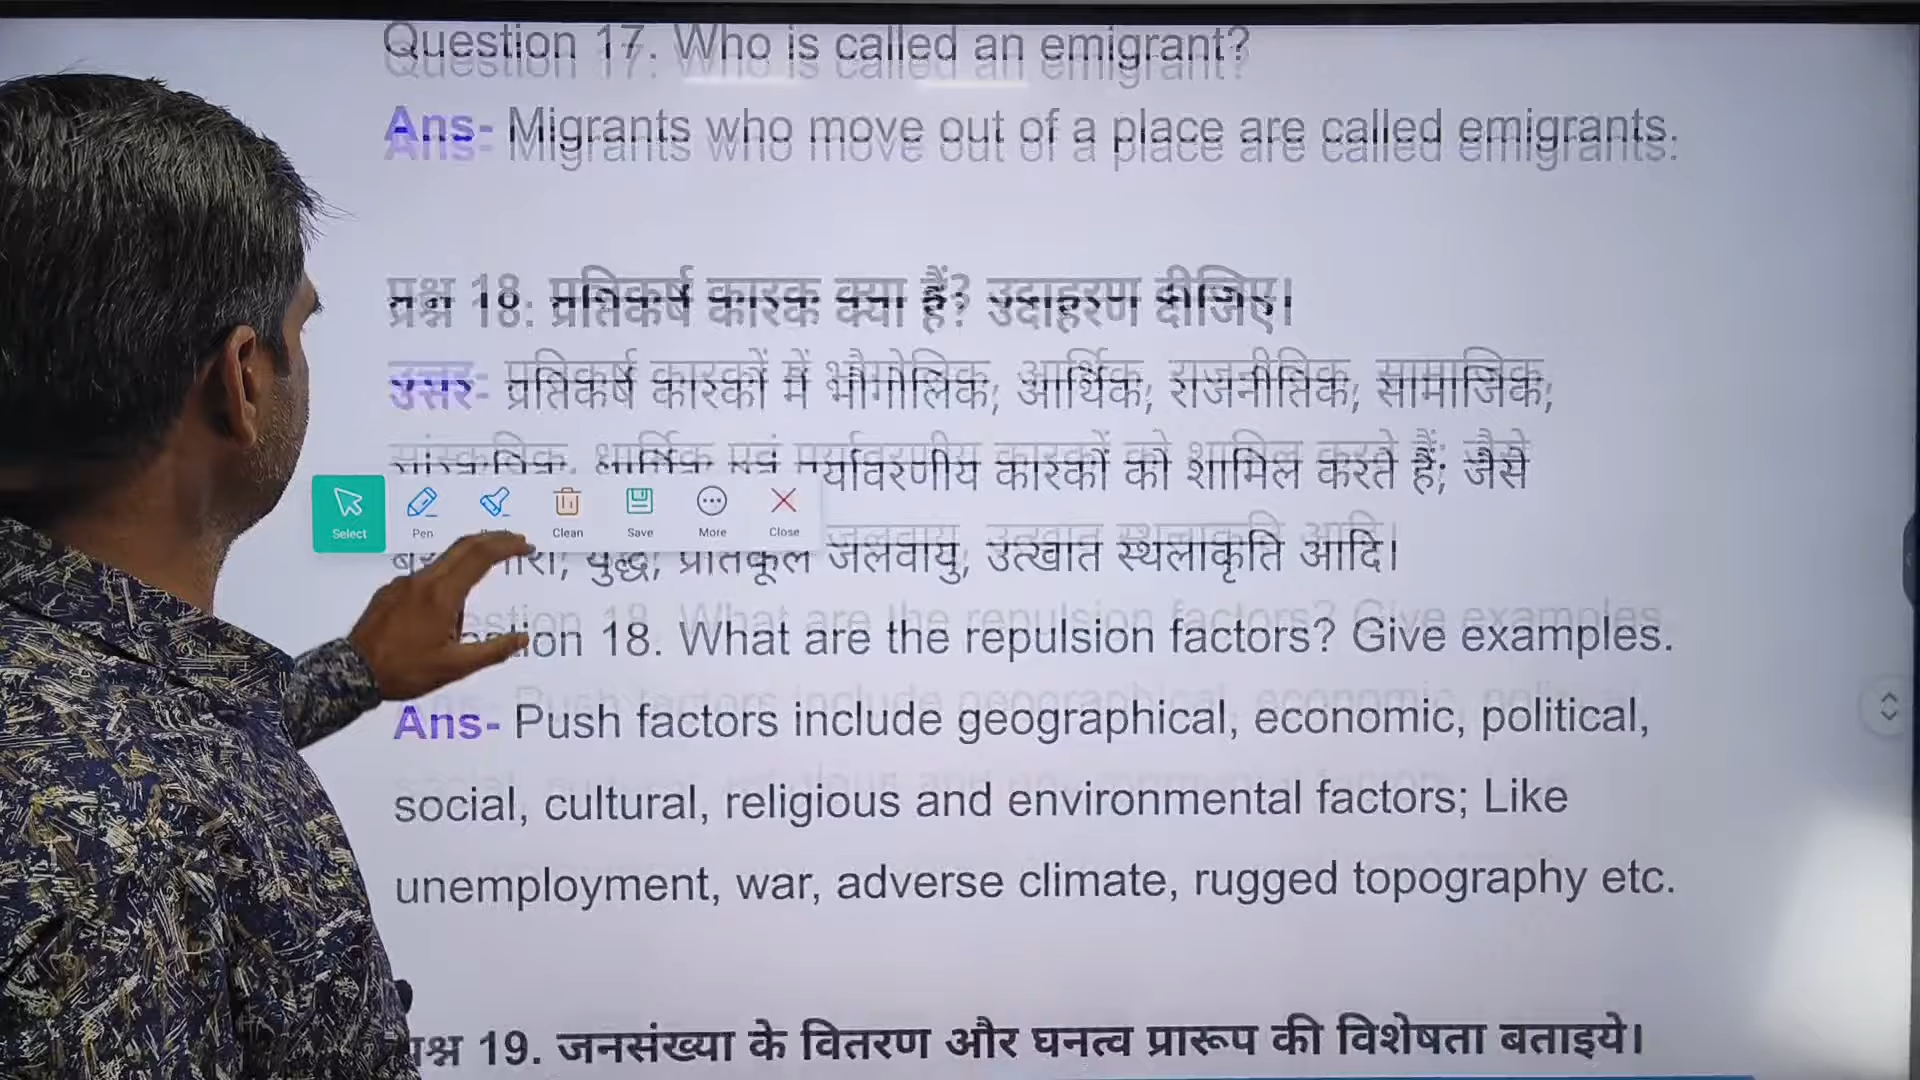 Question 17. Who is called an emigrant?
Ans- Migrants who move out of a place are called emigrants.
प्रश्न 18. प्रतिकर्ष कारक क्या हैं? उदाहरण दीजिए।
उत्तर- प्रतिकर्ष कारकों में भौगोलिक, आर्थिक, राजनीतिक, सामाजिक,
सांस्कृतिक, धार्मिक एवं पर्यावरणीय कारकों को शामिल करते हैं; जैसे
Select Pen Clean Save More Close
युद्ध, प्रतिकूल जलवायु, उत्खात स्थलाकृति आदि।
18. What are the repulsion factors? Give examples.
Ans- Push factors include geographical, economic, political,
social, cultural, religious and environmental factors; Like
unemployment, war, adverse climate, rugged topography etc.
19. जनसंख्या के वितरण और घनत्व प्रारूप की विशेषता बताइये।